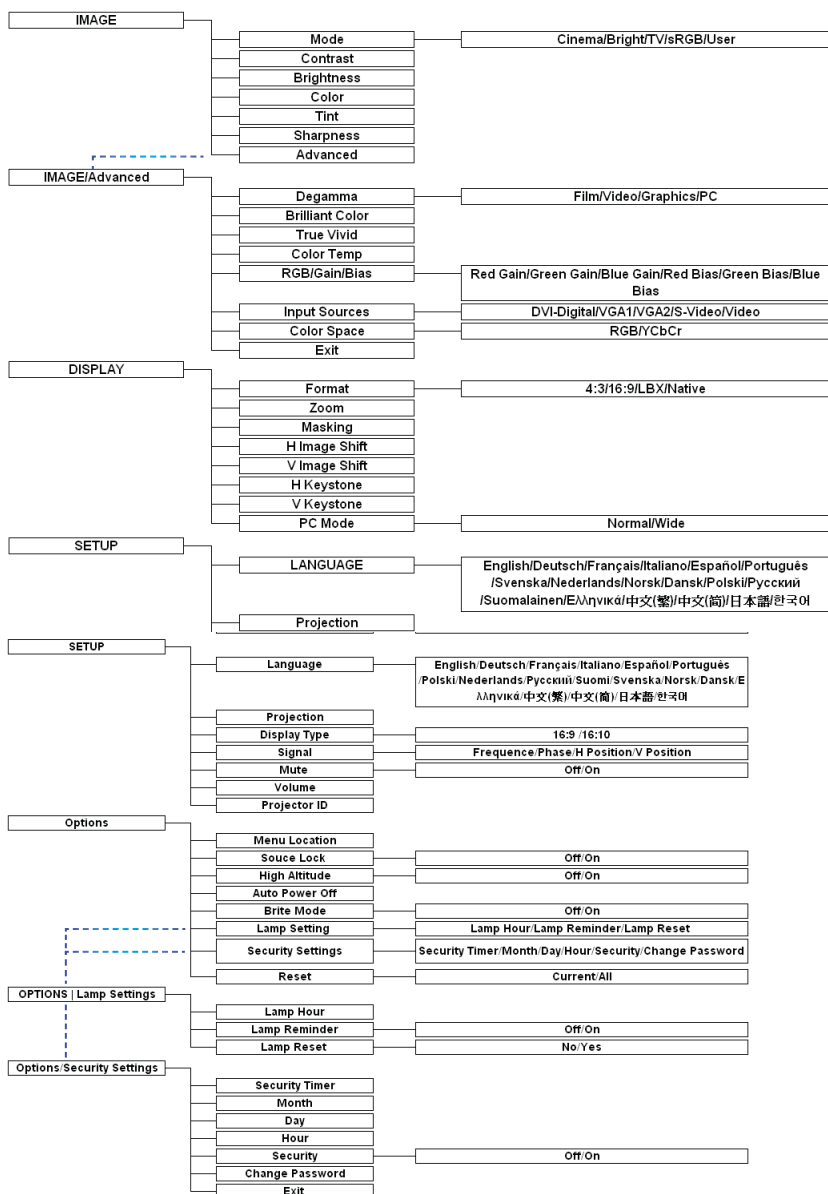 IMAGE
Mode Cinema/Bright/TV/sRGB/User
Contrast
Brightness
Color
Tint
Sharpness
Advanced
IMAGE/Advanced
Degamma Film/Video/Graphics/PC
Brilliant Color
True Vivid
Color Temp
RGB/Gain/Bias Red Gain/Green Gain/Blue Gain/Red Bias/Green Bias/Blue
Bias
Input Sources DVI-Digital/VGA1/VGA2/S-Video/Video
Color Space RGB/YCbCr
Exit
DISPLAY
Format 4:3/16:9/LBX/Native
Zoom
Masking
H Image Shift
V Image Shift
H Keystone
V Keystone
PC Mode Normal/Wide
SETUP
LANGUAGE English/Deutsch/Français/Italiano/Español/Português
/Svenska/Nederlands/Norsk/Dansk/Polski/Русский
/Suomalainen/Ελληνικά/中文(繁)/中文(简)/日本語/한국어
Projection
SETUP
Language English/Deutsch/Français/Italiano/Español/Português
/Polski/Nederlands/Русский/Suomi/Svenska/Norsk/Dansk/Ε
λληνικά/中文(繁)/中文(简)/日本語/한국어
Projection
Display Type 16:9 /16:10
Signal Frequence/Phase/H Position/V Position
Mute Off/On
Volume
Projector ID
Options
Menu Location
Souce Lock Off/On
High Altitude Off/On
Auto Power Off
Brite Mode Off/On
Lamp Setting Lamp Hour/Lamp Reminder/Lamp Reset
Security Settings Security Timer/Month/Day/Hour/Security/Change Password
Reset Current/All
OPTIONS | Lamp Settings
Lamp Hour
Lamp Reminder Off/On
Lamp Reset No/Yes
Options/Security Settings
Security Timer
Month
Day
Hour
Security Off/On
Change Password
Exit